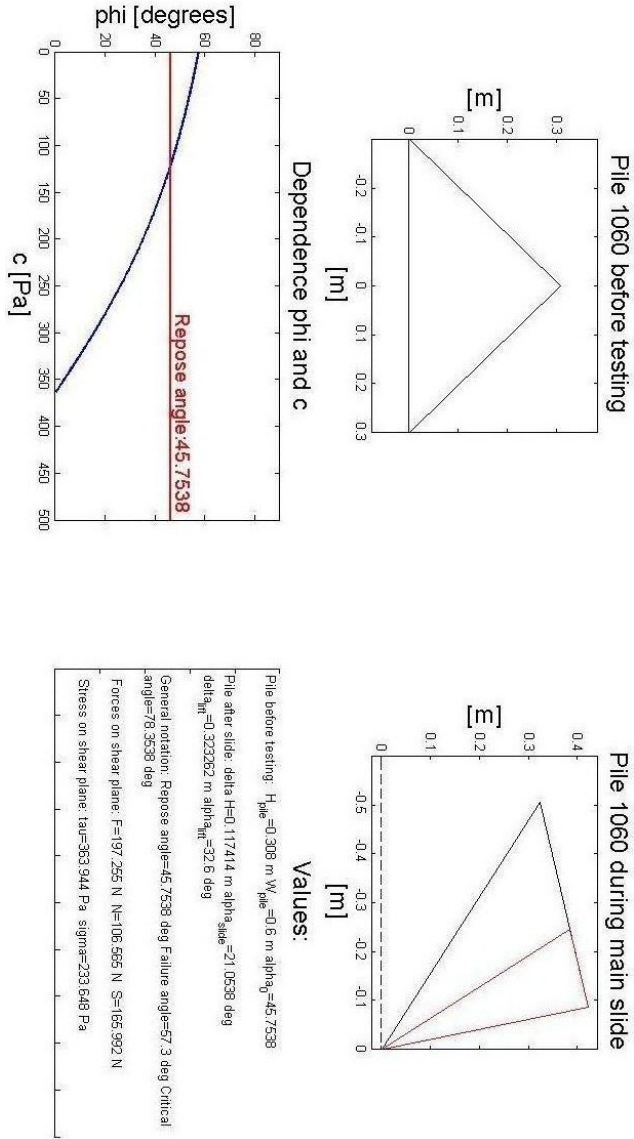 Pile 1060 before testing
[m]
0.3
0.2
0.1
0
-0.2
-0.1
0
0.1
0.2
0.3
[m]
Pile 1060 during main slide
[m]
0.4
0.3
0.2
0.1
0
-0.5
-0.4
-0.3
-0.2
-0.1
0
[m]
Dependence phi and c
phi [degrees]
80
60
40
20
0
Repose angle:45.7538
0
50
100
150
200
250
300
350
400
450
500
c [Pa]
Values:
Pile before testing: H_pile=0.308 m W_pile=0.6 m alpha_0=45.7538
Pile after slide: delta H=0.117414 m alpha_slide=21.0538 deg
delta_lift=0.323262 m alpha_lift=32.6 deg
General notation: Repose angle=45.7538 deg Failure angle=57.3 deg Critical
angle=78.3538 deg
Forces on shear plane: F=197.255 N N=106.565 N S=165.992 N
Stress on shear plane: tau=363.944 Pa sigma=233.648 Pa